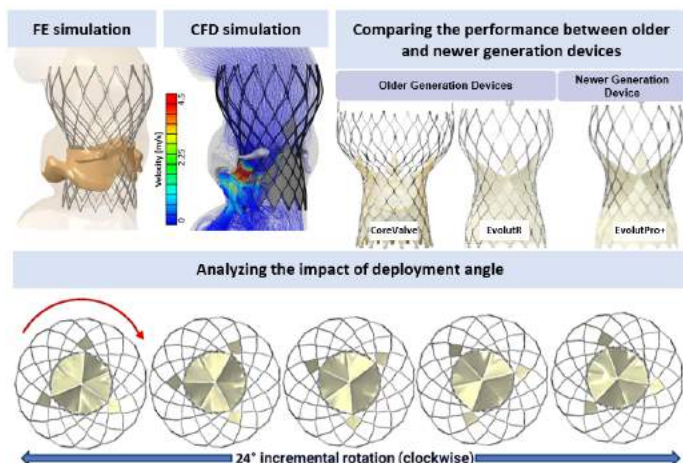 FE simulation
CFD simulation
Comparing the performance between older
and newer generation devices
Older Generation Devices
Newer Generation
Device
Velocity [m/s]
4.5
2.25
0
CoreValve
EvolutR
EvolutPro+
Analyzing the impact of deployment angle
24° incremental rotation (clockwise)